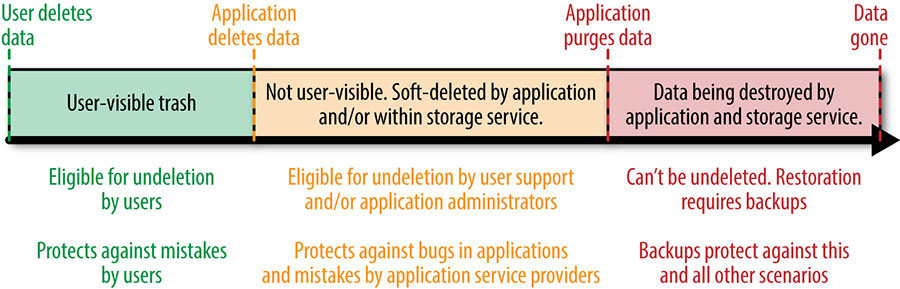 User deletes
data
Application
deletes data
Application
purges data
Data
gone
User-visible trash
Not user-visible. Soft-deleted by application
and/or within storage service.
Data being destroyed by
application and storage service.
Eligible for undeletion
by users
Eligible for undeletion by user support
and/or application administrators
Can't be undeleted. Restoration
requires backups
Protects against mistakes
by users
Protects against bugs in applications
and mistakes by application service providers
Backups protect against this
and all other scenarios